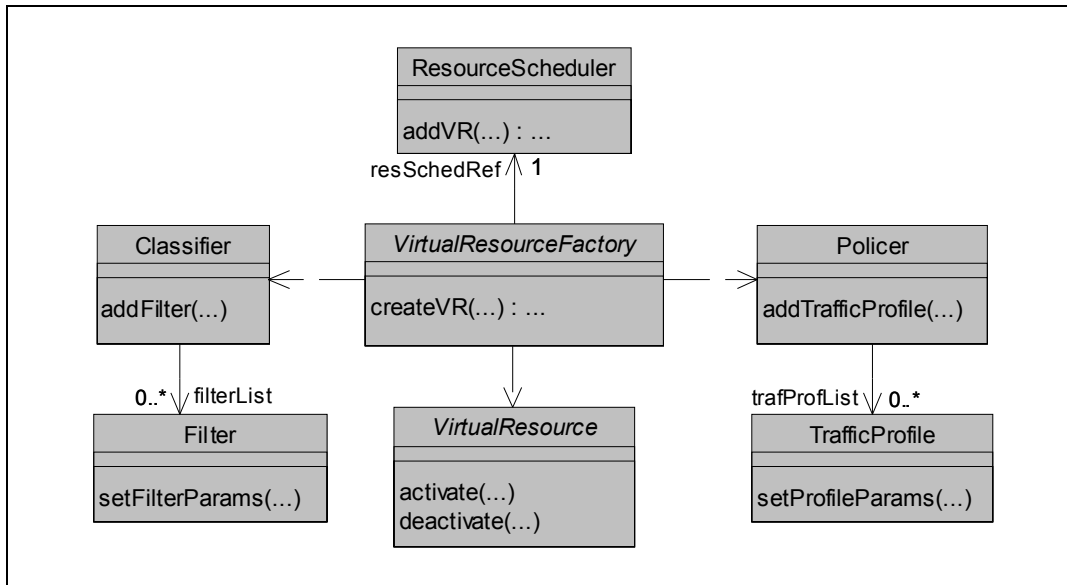 ResourceScheduler
addVR(...) : ...
resSchedRef 1
Classifier
addFilter(...)
VirtualResourceFactory
createVR(...) : ...
Policer
addTrafficProfile(...)
0..* filterList
Filter
setFilterParams(...)
VirtualResource
activate(...)
deactivate(...)
trafProfList 0..*
TrafficProfile
setProfileParams(...)